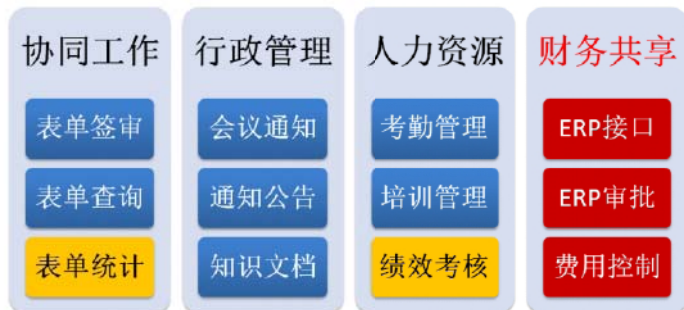 协同工作
表单签审
表单查询
表单统计
行政管理
会议通知
通知公告
知识文档
人力资源
考勤管理
培训管理
绩效考核
财务共享
ERP接口
ERP审批
费用控制